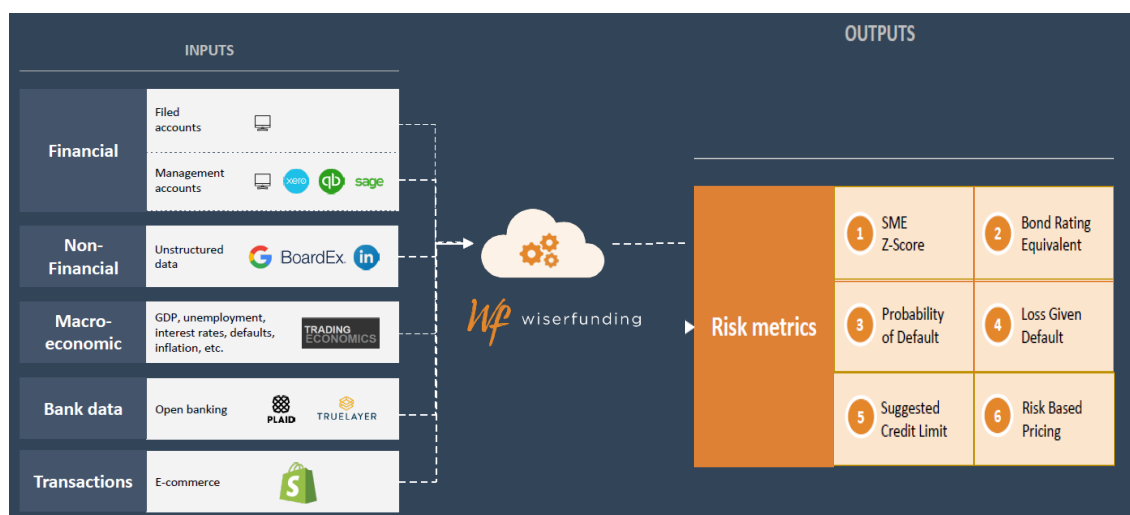 INPUTS
OUTPUTS
Financial
Filed
accounts
Management
accounts
xero
qb
sage
Non-
Financial
Unstructured
data
G
BoardEx.
in
Macro-
economic
GDP, unemployment,
interest rates, defaults,
inflation, etc.
TRADING
ECONOMICS
Bank data
Open banking
PLAID
TRUELAYER
Transactions
E-commerce
S
Wf wiserfunding
Risk metrics
1
SME
Z-Score
2
Bond Rating
Equivalent
3
Probability
of Default
4
Loss Given
Default
5
Suggested
Credit Limit
6
Risk Based
Pricing